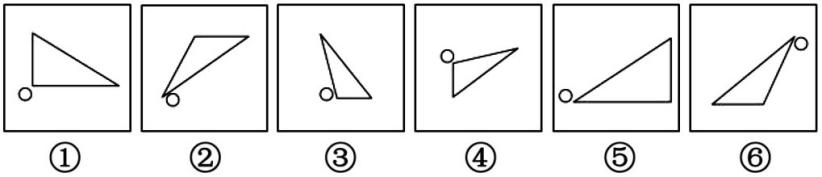 ① ② ③ ④ ⑤ ⑥